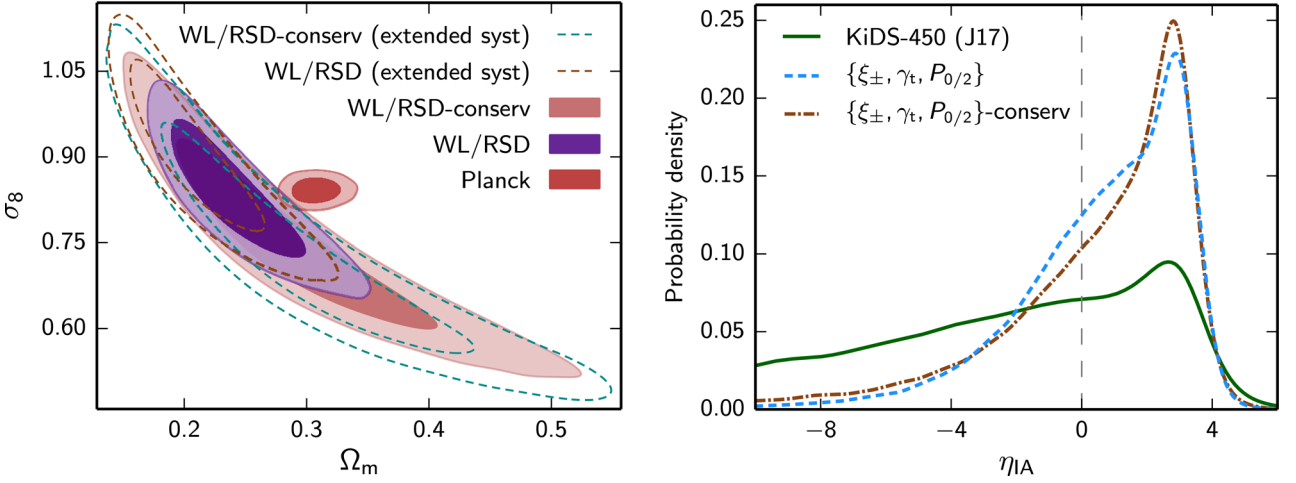 WL/RSD-conserv (extended syst)
WL/RSD (extended syst)
WL/RSD-conserv
WL/RSD
Planck
1.05
0.90
0.75
0.60
σ₈
0.2 0.3 0.4 0.5
Ωₘ
KiDS-450 (J17)
{ξ±, γt, P0/2}
{ξ±, γt, P0/2}-conserv
0.25
0.20
0.15
0.10
0.05
0.00
Probability density
−8 −4 0 4
ηIA